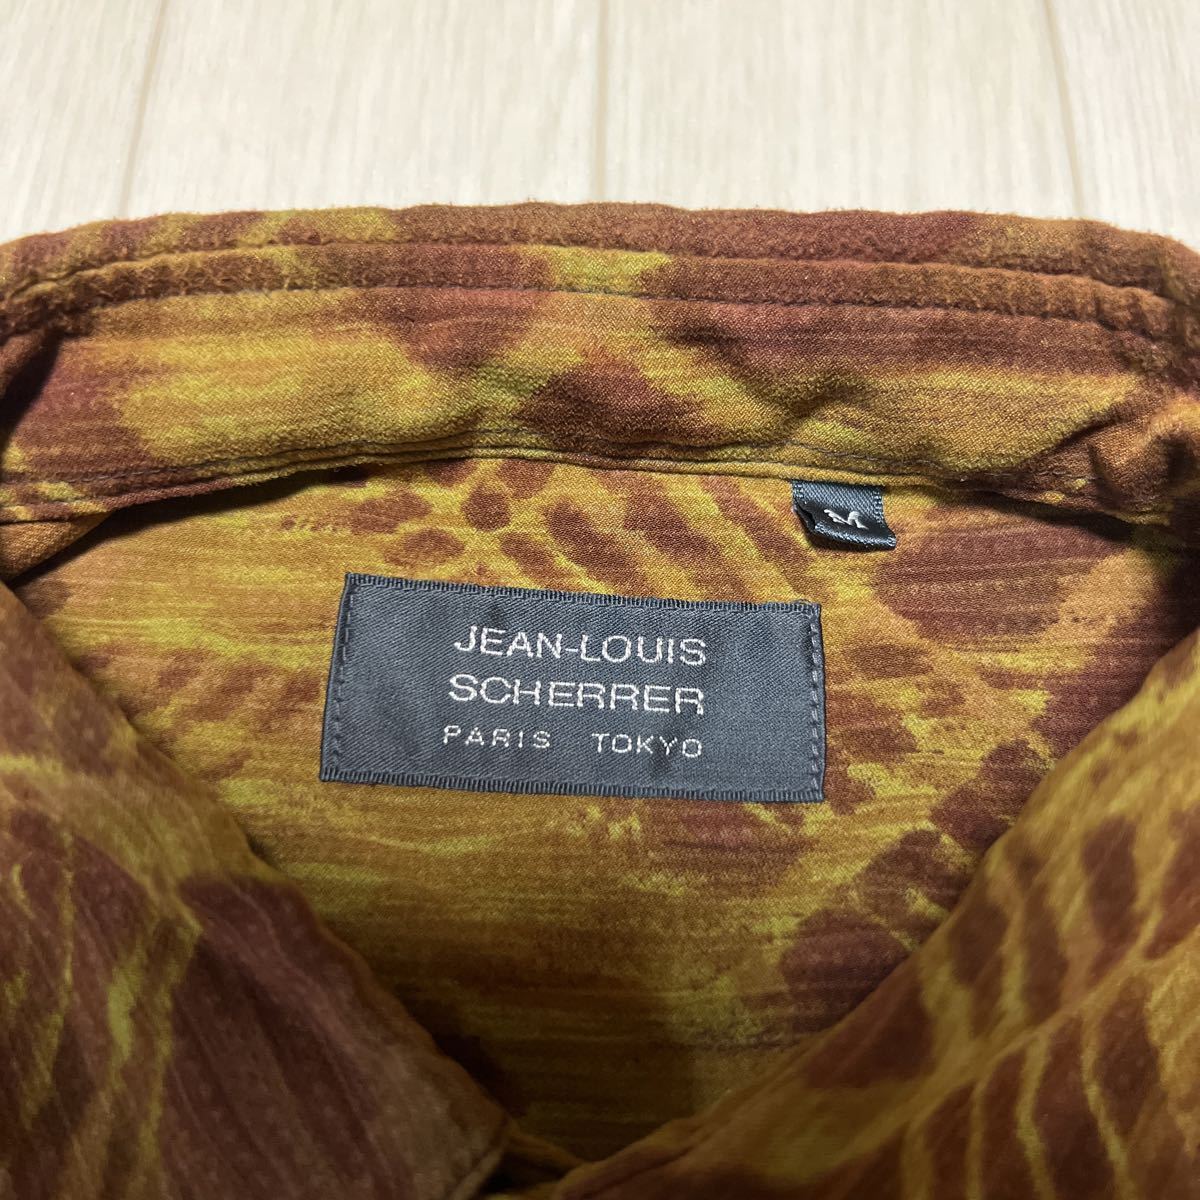 M
JEAN-LOUIS
SCHERRER
PARIS TOKYO